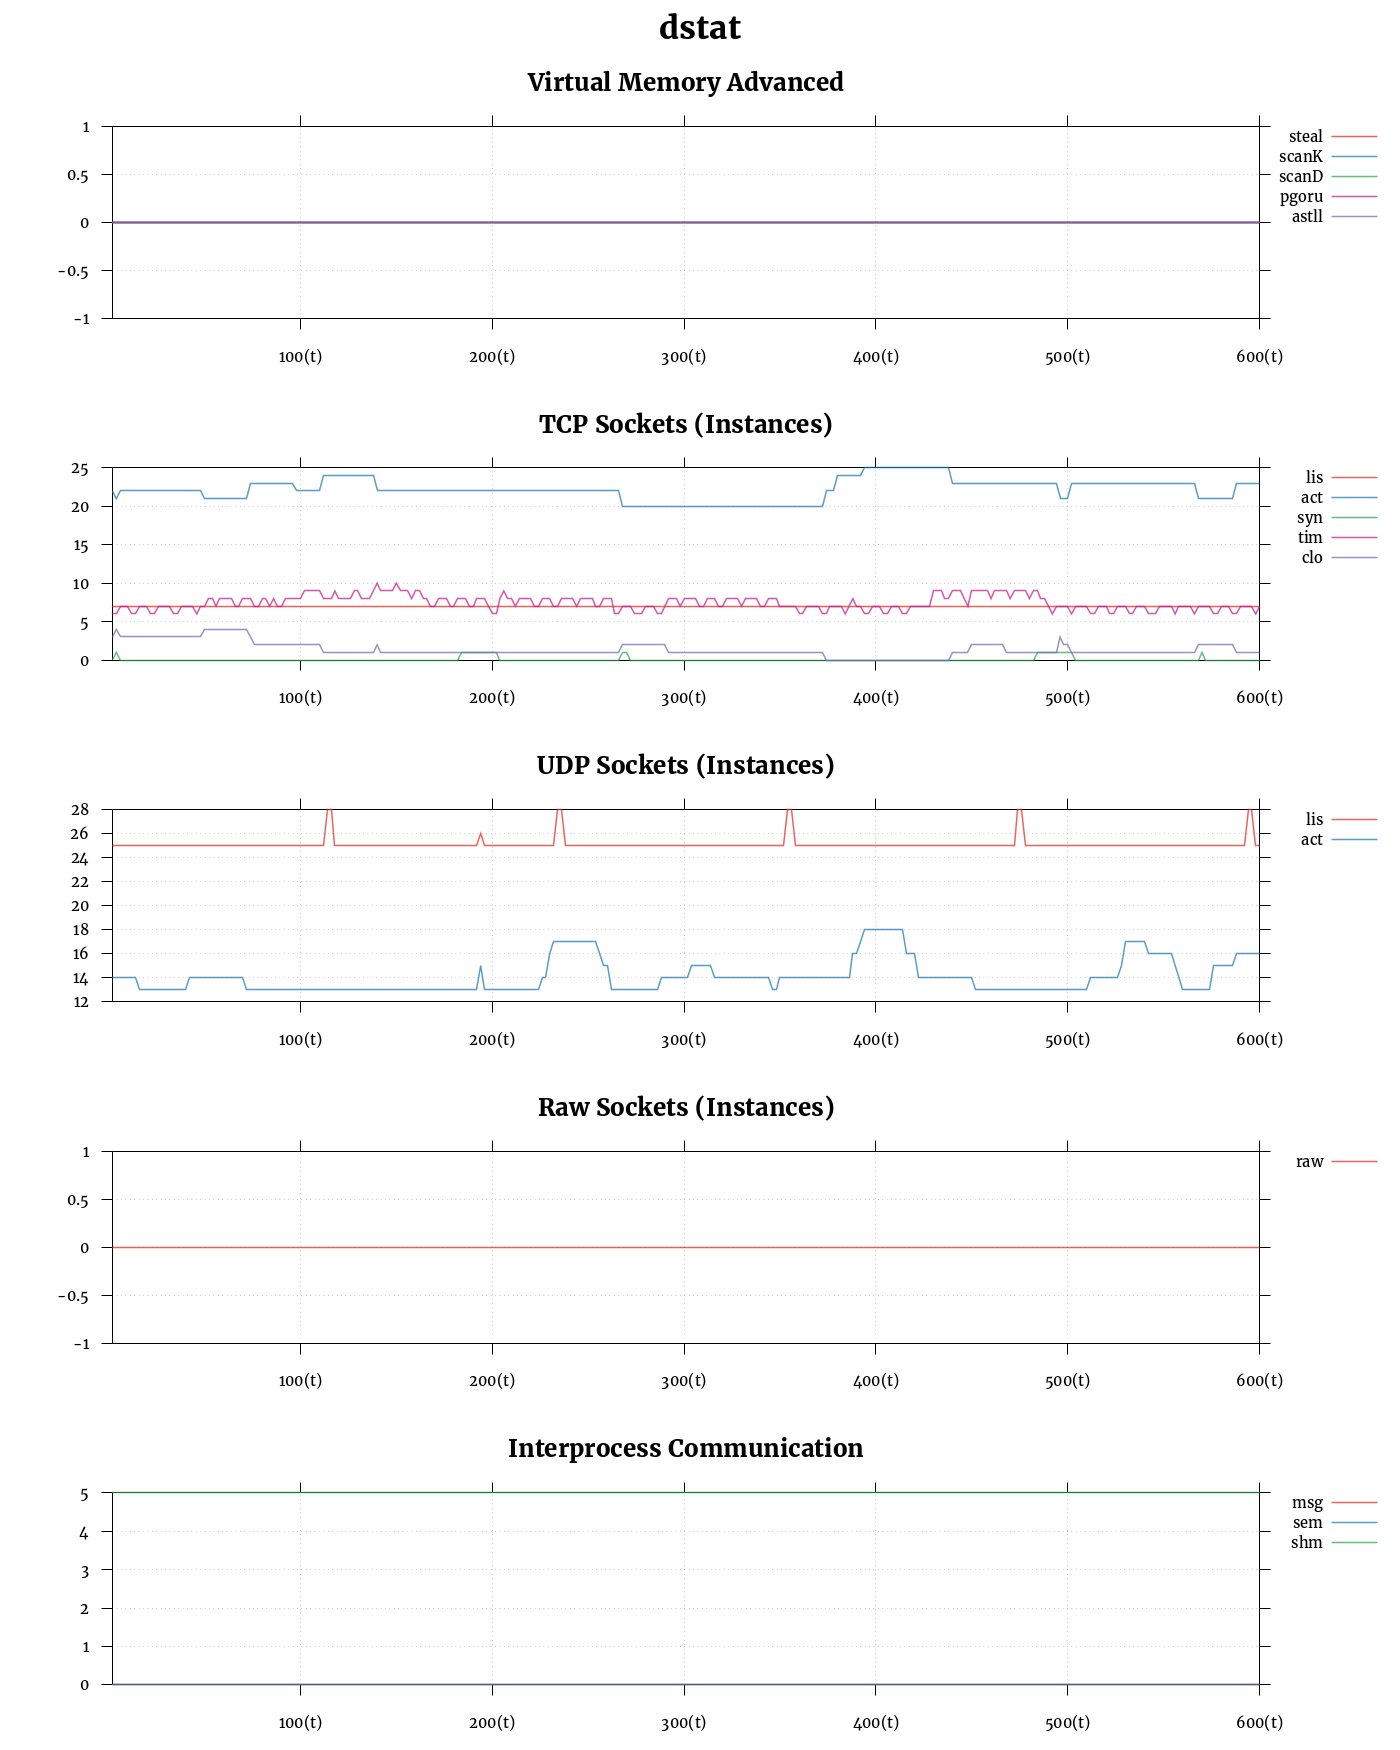 dstat
Virtual Memory Advanced
1
0.5
0
-0.5
-1
100(t) 200(t) 300(t) 400(t) 500(t) 600(t)
steal
scanK
scanD
pgoru
astll
TCP Sockets (Instances)
25
20
15
10
5
0
100(t) 200(t) 300(t) 400(t) 500(t) 600(t)
lis
act
syn
tim
clo
UDP Sockets (Instances)
28
26
24
22
20
18
16
14
12
100(t) 200(t) 300(t) 400(t) 500(t) 600(t)
lis
act
Raw Sockets (Instances)
1
0.5
0
-0.5
-1
100(t) 200(t) 300(t) 400(t) 500(t) 600(t)
raw
Interprocess Communication
5
4
3
2
1
0
100(t) 200(t) 300(t) 400(t) 500(t) 600(t)
msg
sem
shm